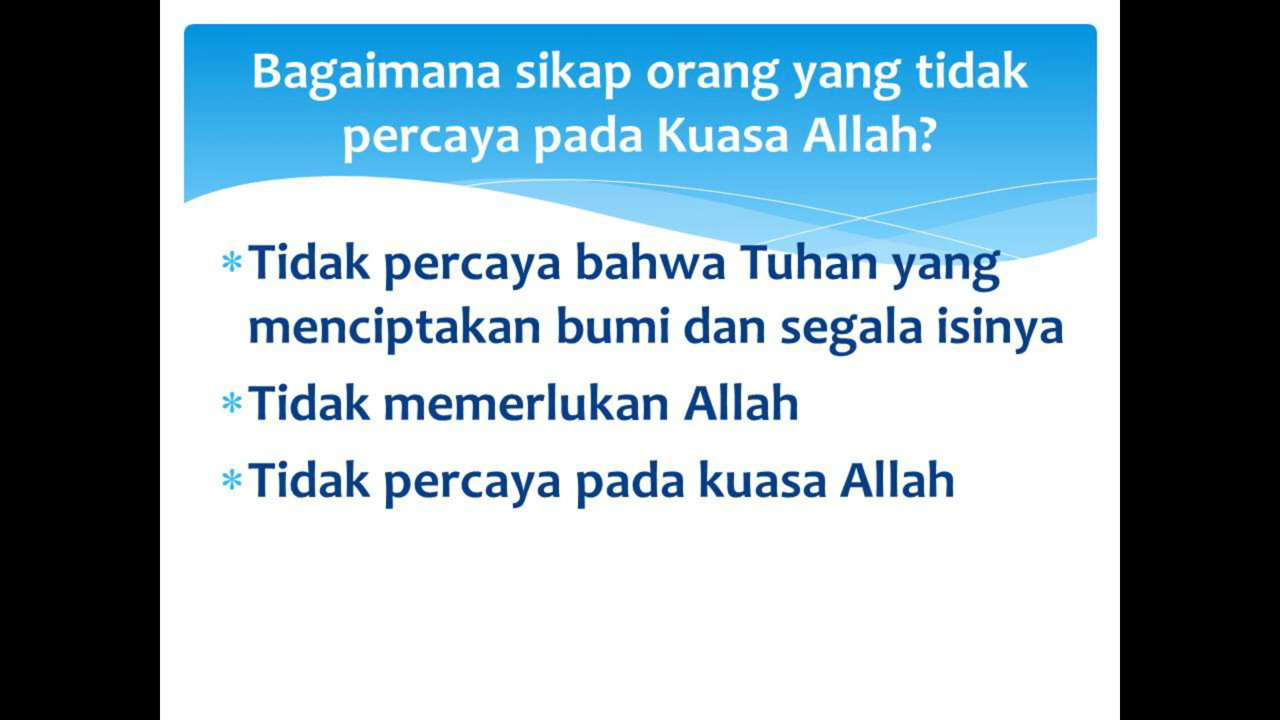 Bagaimana sikap orang yang tidak
percaya pada Kuasa Allah?
* Tidak percaya bahwa Tuhan yang
menciptakan bumi dan segala isinya
* Tidak memerlukan Allah
* Tidak percaya pada kuasa Allah